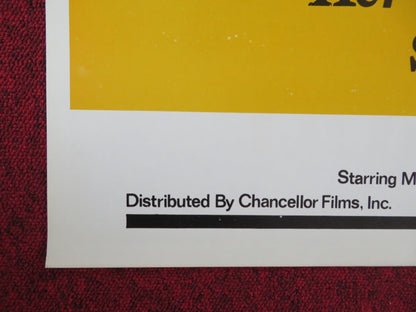 Starring M
Distributed By Chancellor Films, Inc.